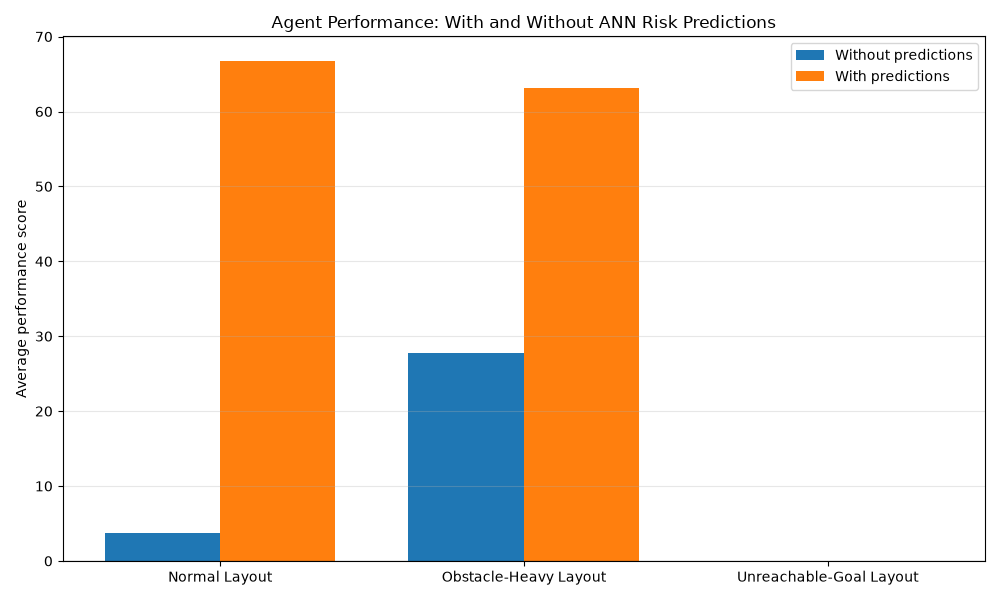 Agent Performance: With and Without ANN Risk Predictions
Without predictions
With predictions
Average performance score
70
60
50
40
30
20
10
0
Normal Layout
Obstacle-Heavy Layout
Unreachable-Goal Layout